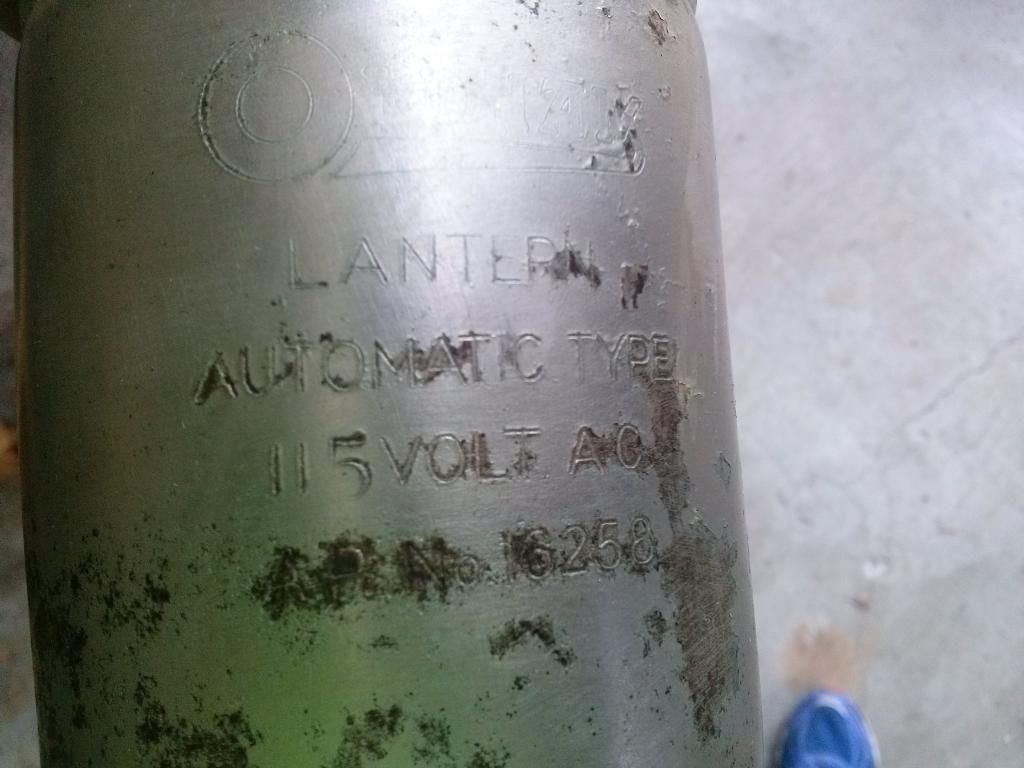 LANTERN
AUTOMATIC TYPE
115 VOLT AC
A.P. No. 16258